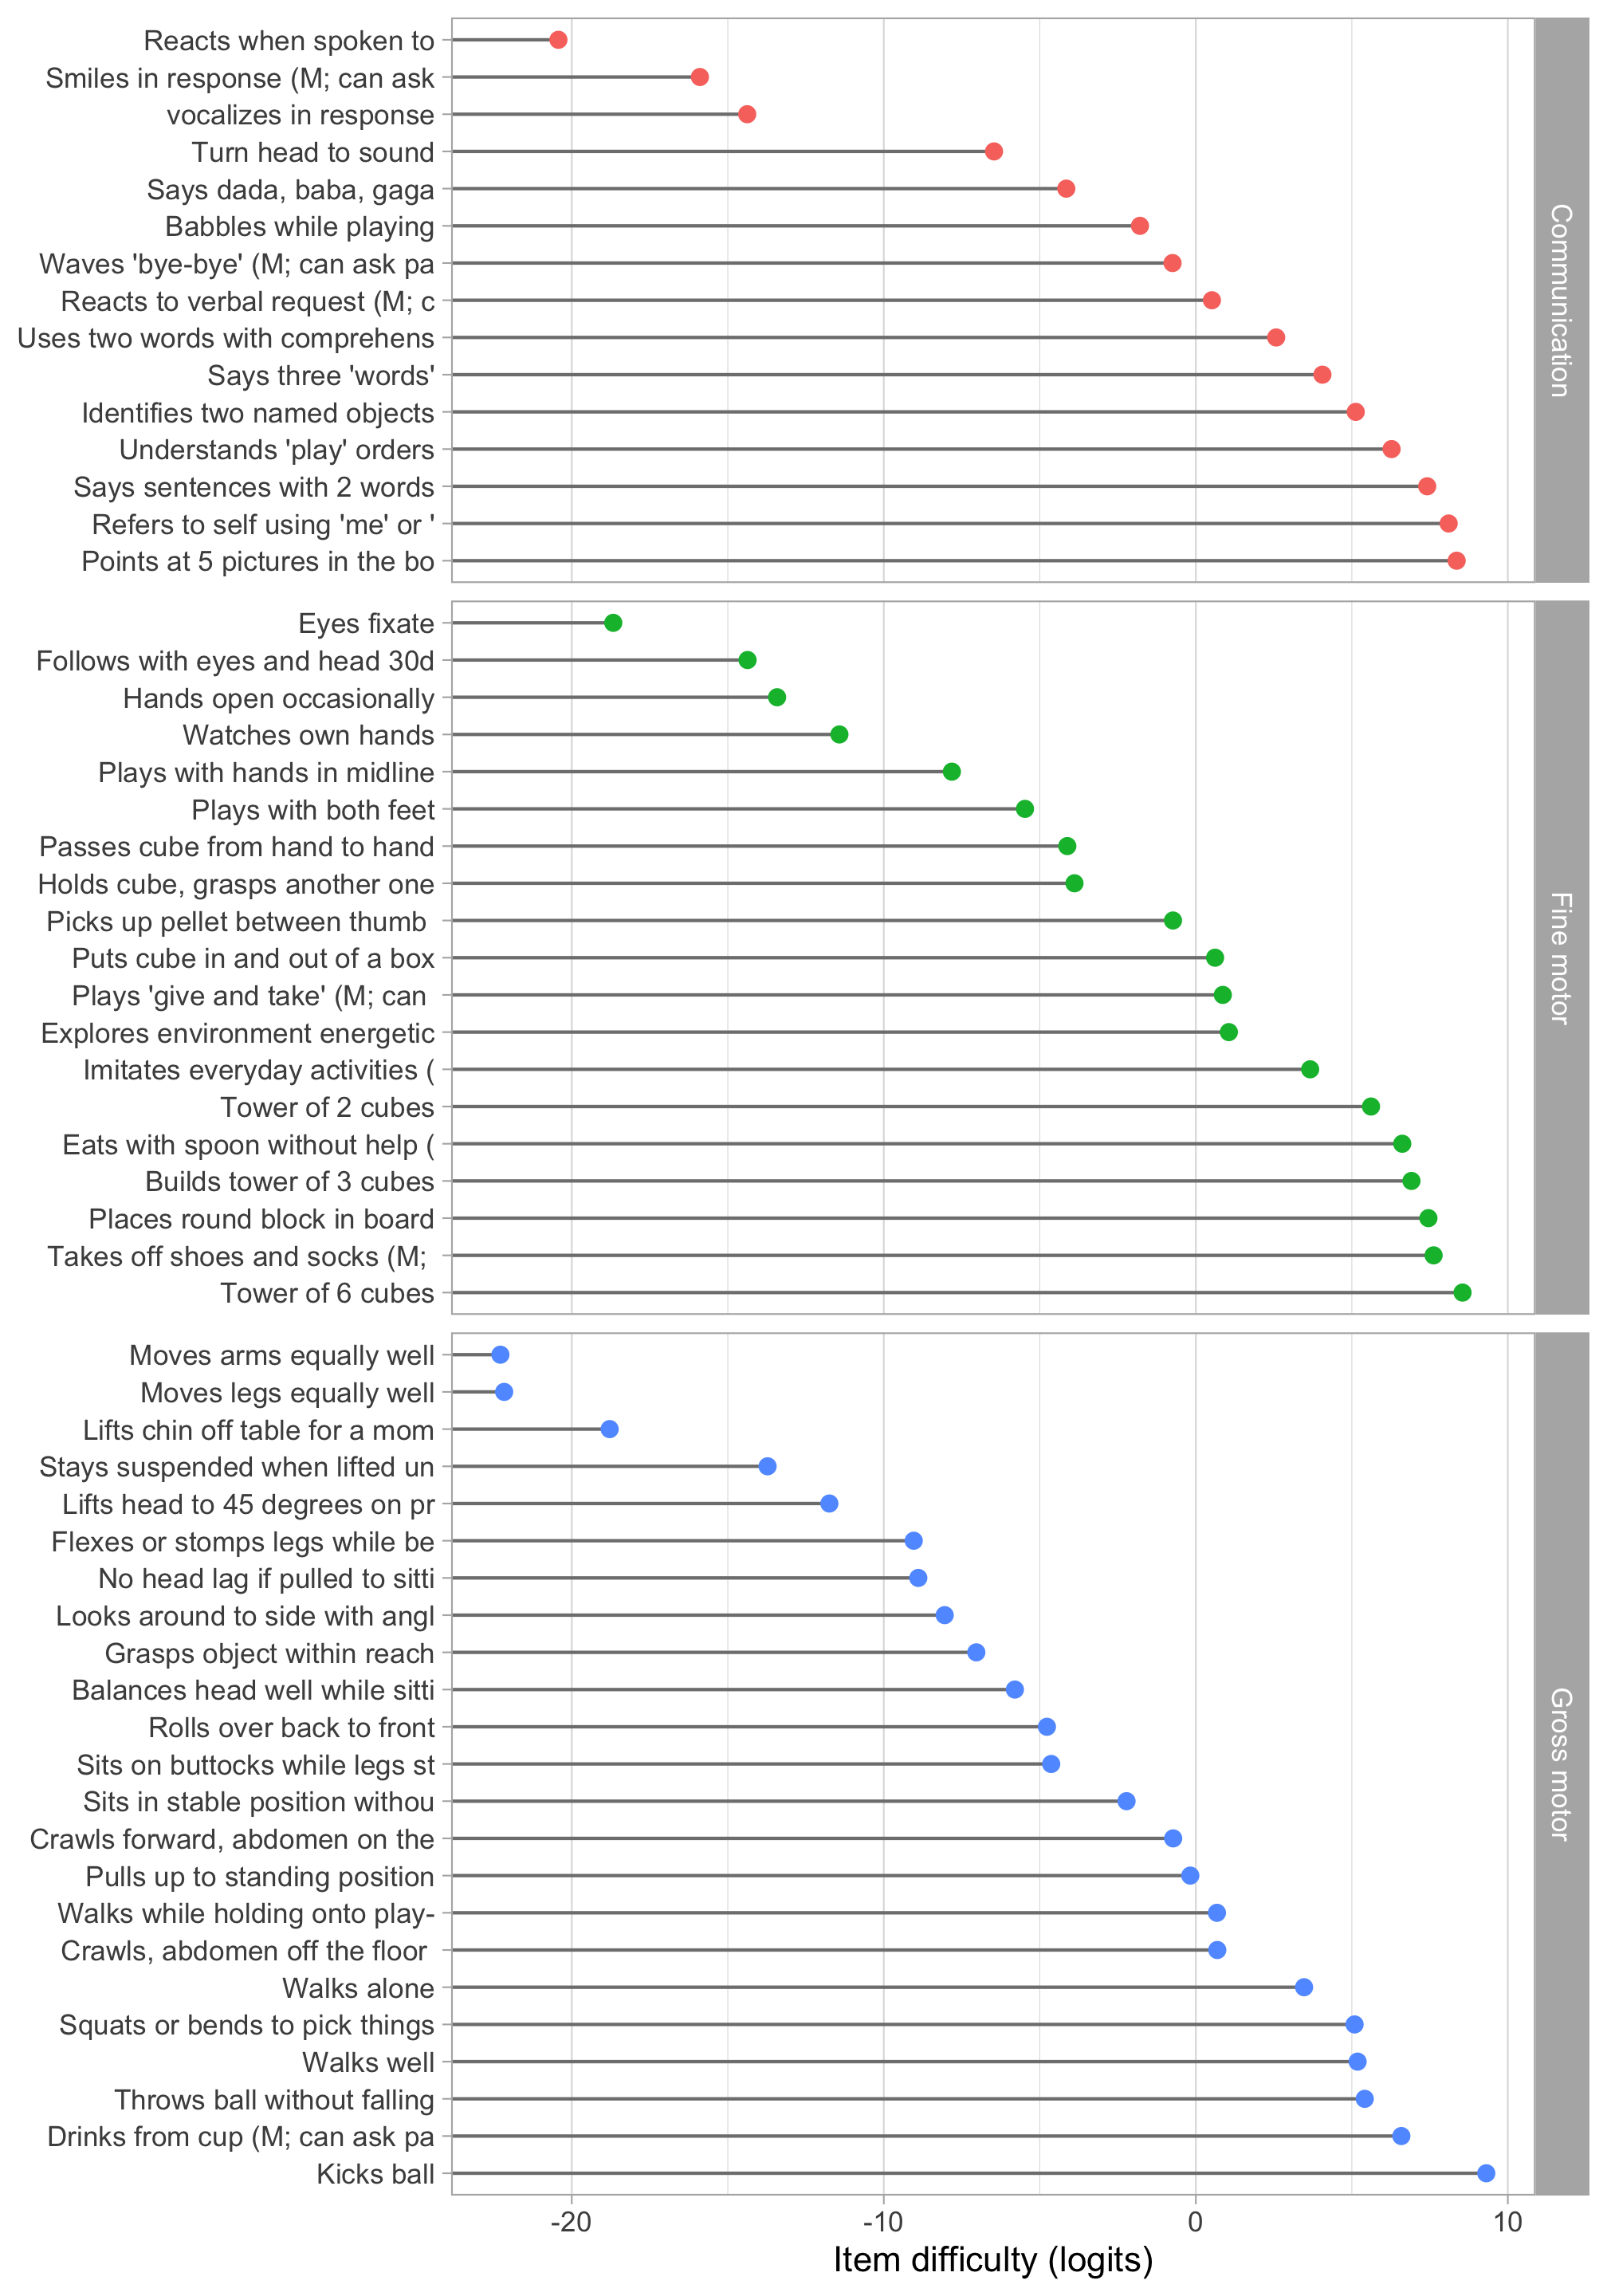 Reacts when spoken to
Smiles in response (M; can ask
vocalizes in response
Turn head to sound
Says dada, baba, gaga
Babbles while playing
Waves 'bye-bye' (M; can ask pa
Reacts to verbal request (M; c
Uses two words with comprehens
Says three 'words'
Identifies two named objects
Understands 'play' orders
Says sentences with 2 words
Refers to self using 'me' or '
Points at 5 pictures in the bo
Communication
Eyes fixate
Follows with eyes and head 30d
Hands open occasionally
Watches own hands
Plays with hands in midline
Plays with both feet
Passes cube from hand to hand
Holds cube, grasps another one
Picks up pellet between thumb
Puts cube in and out of a box
Plays 'give and take' (M; can
Explores environment energetic
Imitates everyday activities (
Tower of 2 cubes
Eats with spoon without help (
Builds tower of 3 cubes
Places round block in board
Takes off shoes and socks (M;
Tower of 6 cubes
Fine motor
Moves arms equally well
Moves legs equally well
Lifts chin off table for a mom
Stays suspended when lifted un
Lifts head to 45 degrees on pr
Flexes or stomps legs while be
No head lag if pulled to sitti
Looks around to side with angl
Grasps object within reach
Balances head well while sitti
Rolls over back to front
Sits on buttocks while legs st
Sits in stable position withou
Crawls forward, abdomen on the
Pulls up to standing position
Walks while holding onto play-
Crawls, abdomen off the floor
Walks alone
Squats or bends to pick things
Walks well
Throws ball without falling
Drinks from cup (M; can ask pa
Kicks ball
Gross motor
-20 -10 0 10
Item difficulty (logits)